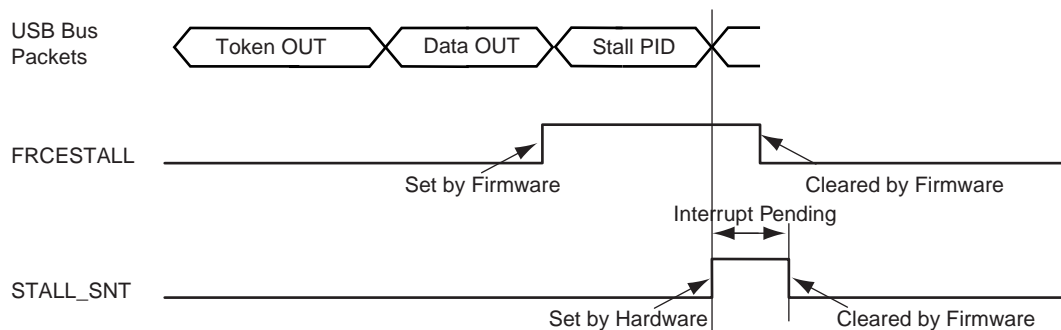 USB Bus
Packets
Token OUT
Data OUT
Stall PID
FRCESTALL
Set by Firmware
Cleared by Firmware
Interrupt Pending
STALL_SNT
Set by Hardware
Cleared by Firmware